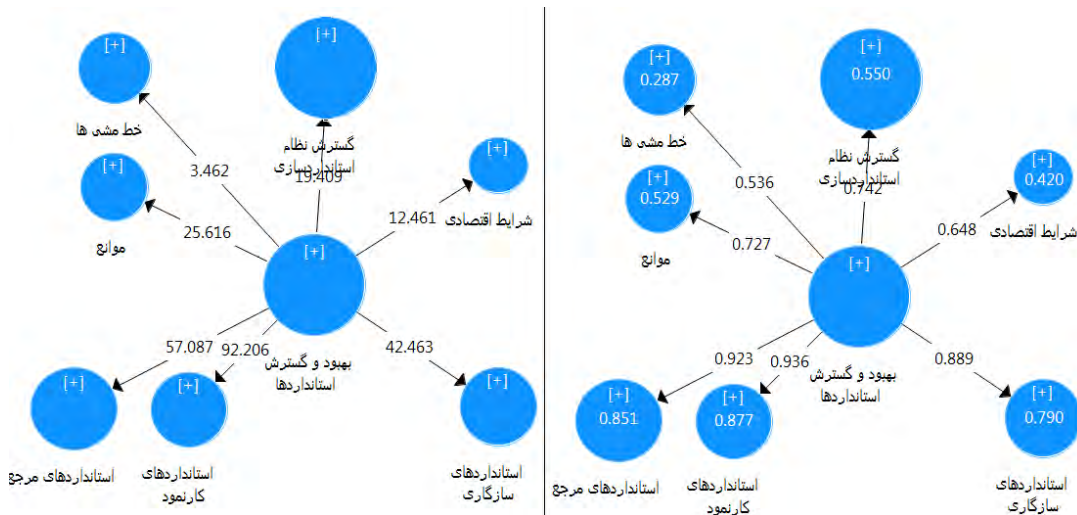 [+]
[+]
خط مشی ها
گسترش نظام
استانداردسازی
[+]
[+]
3.462
19.409
12.461
شرایط اقتصادی
25.616
موانع
[+]
57.087
92.206
42.463
بهبود و گسترش
استانداردها
[+]
[+]
[+]
استانداردهای مرجع
استانداردهای
کارنمود
استانداردهای
سازگاری
[+]
0.287
[+]
0.550
خط مشی ها
گسترش نظام
استانداردسازی
[+]
0.529
[+]
0.420
0.536
0.742
0.648
شرایط اقتصادی
0.727
موانع
[+]
0.923
0.936
0.889
بهبود و گسترش
استانداردها
[+]
0.851
[+]
0.877
[+]
0.790
استانداردهای مرجع
استانداردهای
کارنمود
استانداردهای
سازگاری